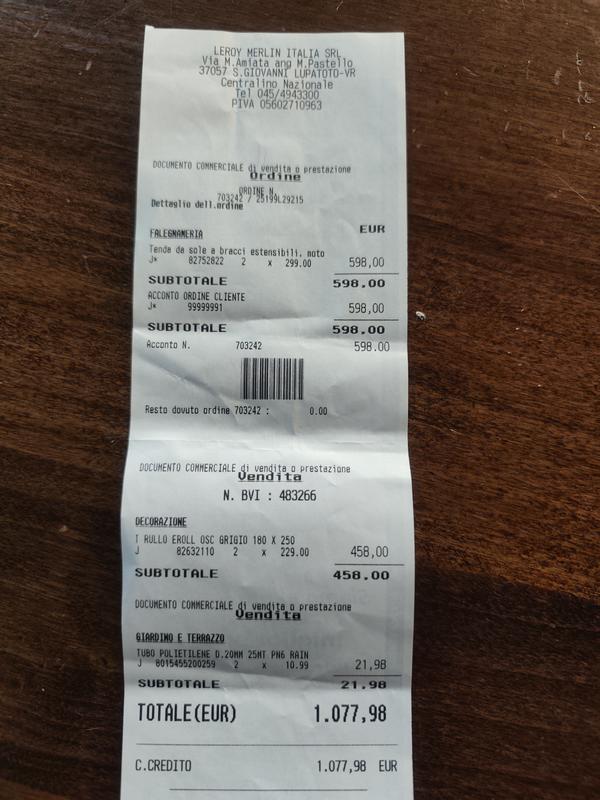 LEROY MERLIN ITALIA SRL
Via M.Amiata ang M.Pastello
37057 S.GIOVANNI LUPATOTO-VR
Centralino Nazionale
Tel 045/4943300
PIVA 05602710963
DOCUMENTO COMMERCIALE di vendita o prestazione
Ordine
ORDINE N.
703242 / 25199L29215
Dettaglio dell.ordine
EUR
FALEGNAMERIA
Tenda da sole a bracci estensibili, moto
J* 82752822 2 x 299.00 598,00
SUBTOTALE 598.00
ACCONTO ORDINE CLIENTE
J* 99999991 598,00
SUBTOTALE 598.00
Acconto N. 703242 598.00
Resto dovuto ordine 703242 : 0.00
DOCUMENTO COMMERCIALE di vendita o prestazione
Vendita
N. BVI : 483266
DECORAZIONE
T RULLO EROLL OSC GRIGIO 180 X 250
J 82632110 2 x 229.00 458,00
SUBTOTALE 458.00
DOCUMENTO COMMERCIALE di vendita o prestazione
Vendita
GIARDINO E TERRAZZO
TUBO POLIETILENE D.20MM 25MT PN6 RAIN
J 8015455200259 2 x 10.99 21,98
SUBTOTALE 21.98
TOTALE(EUR) 1.077,98
C.CREDITO 1.077,98 EUR